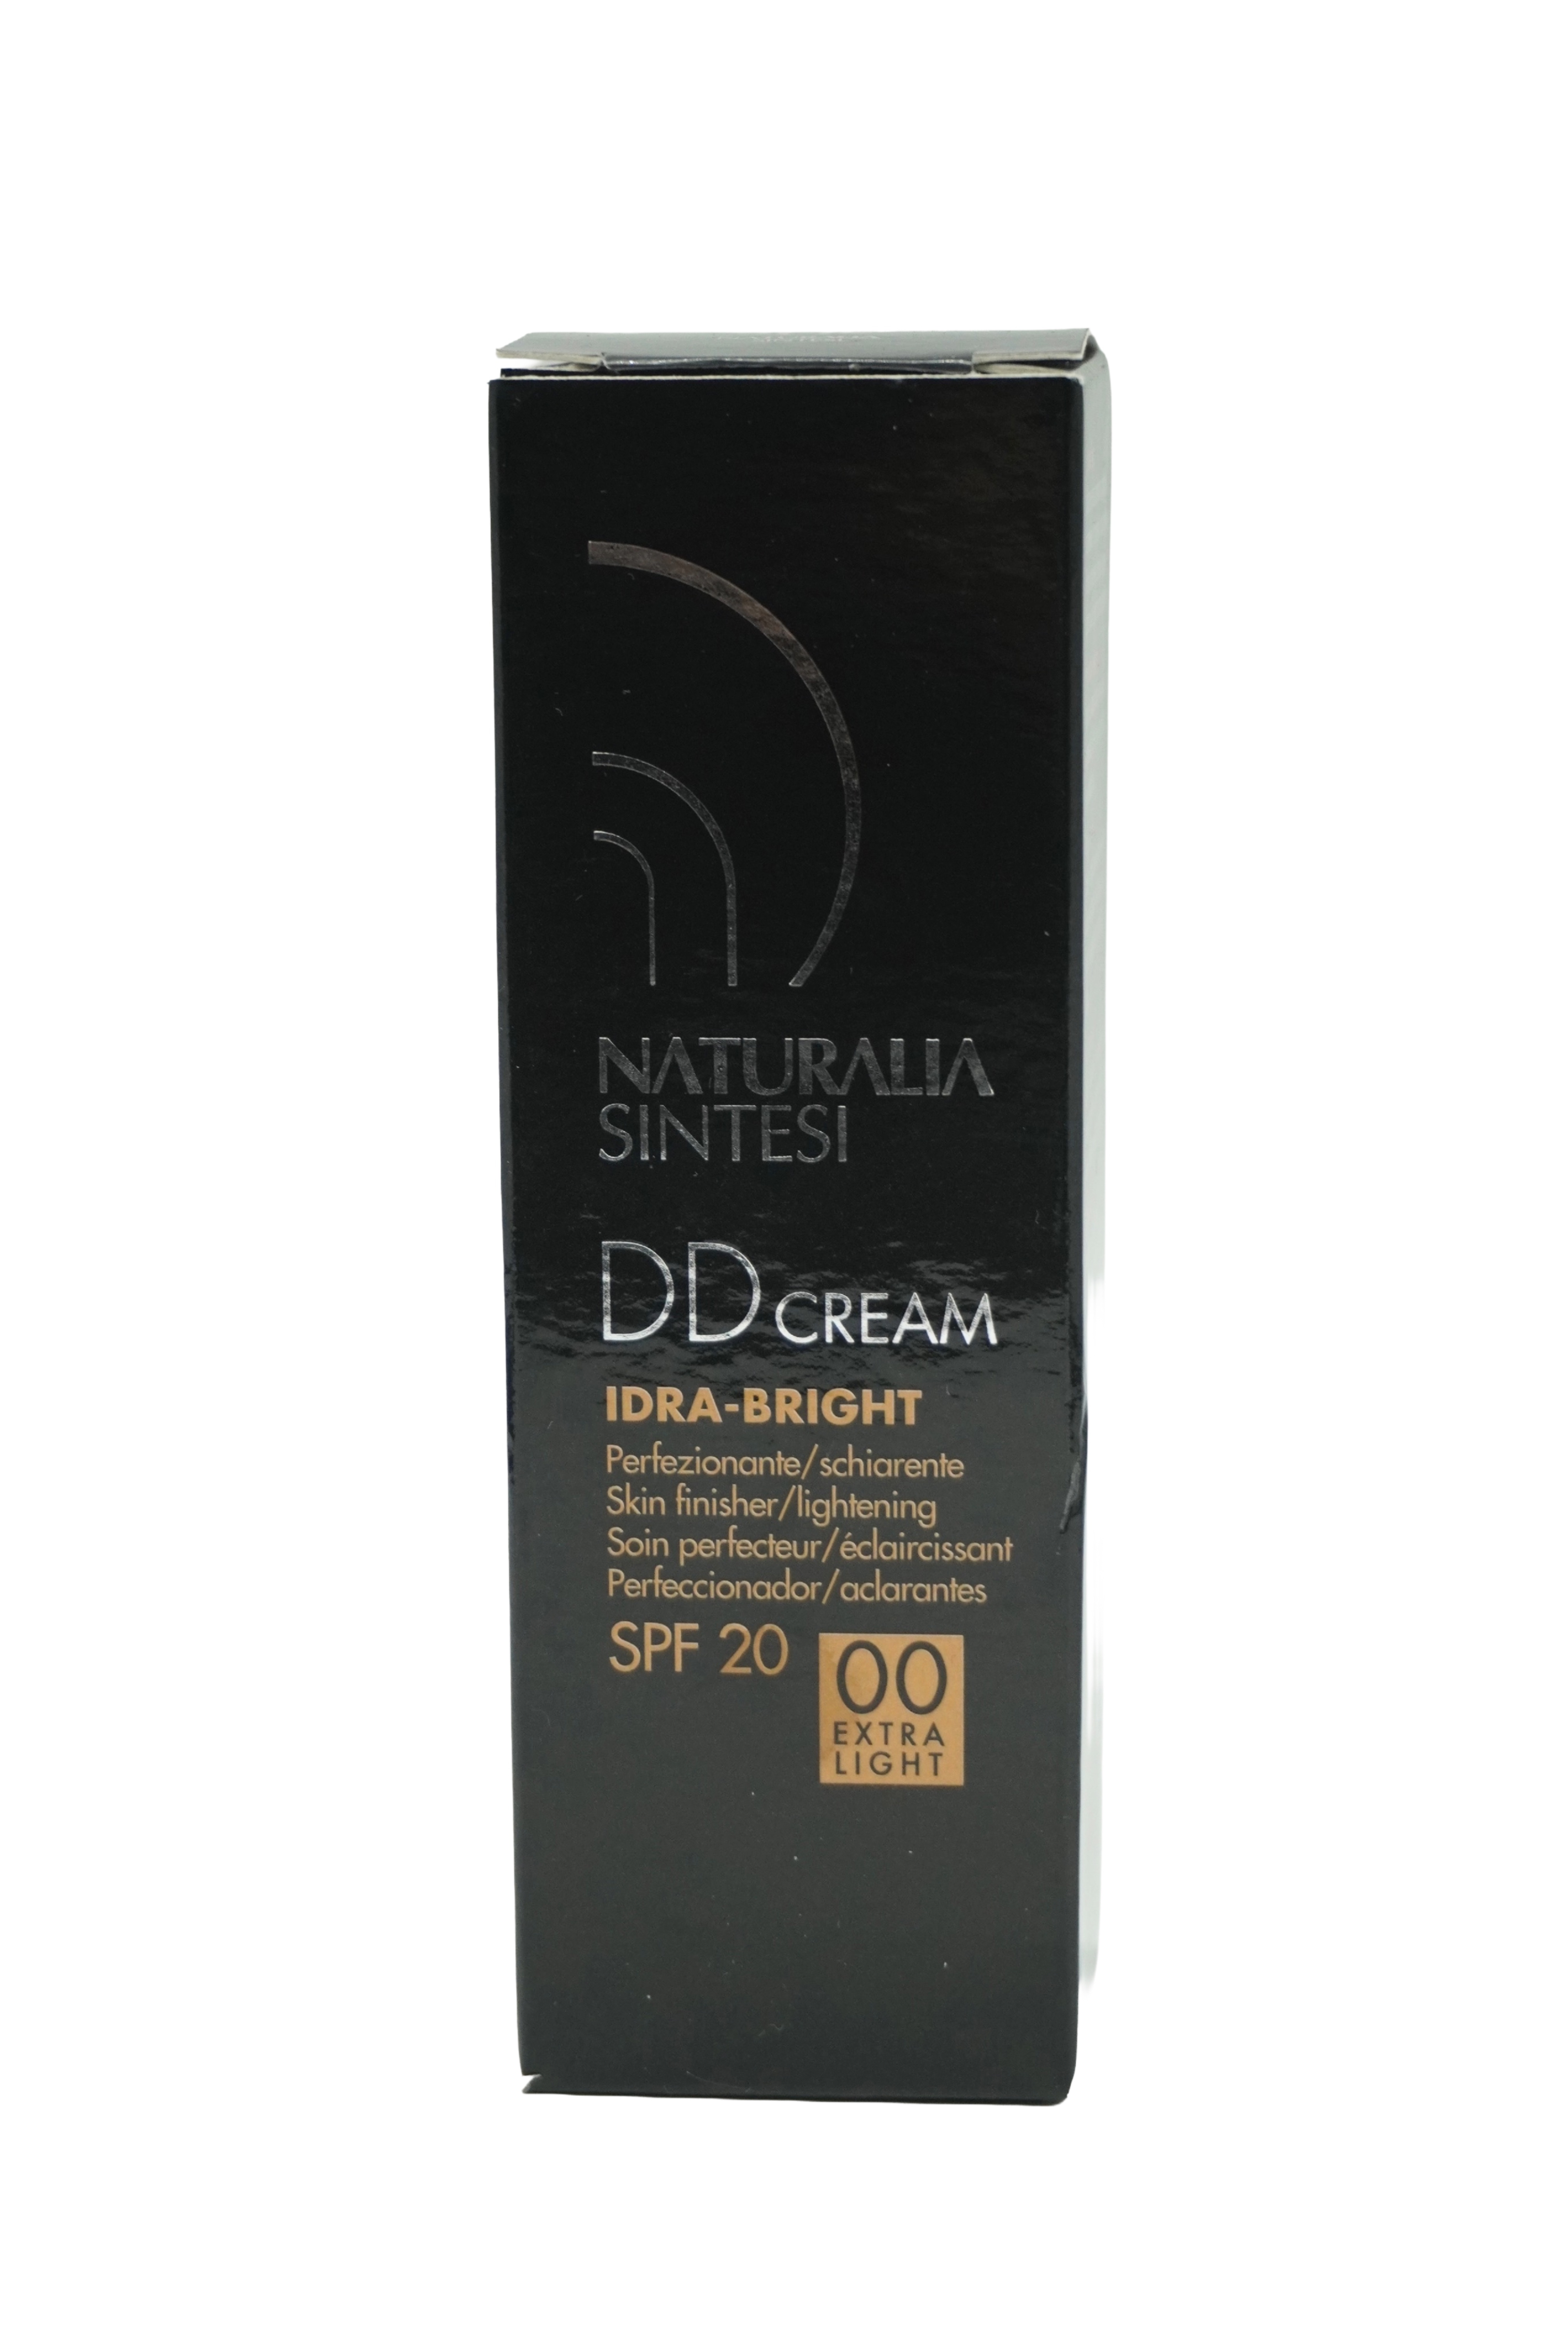 NATURALIA
SINTESI
DD CREAM
IDRA-BRIGHT
Perfezionante/schiarente
Skin finisher/lightening
Soin perfecteur/éclaircissant
Perfeccionador/aclarantes
SPF 20
00
EXTRA
LIGHT